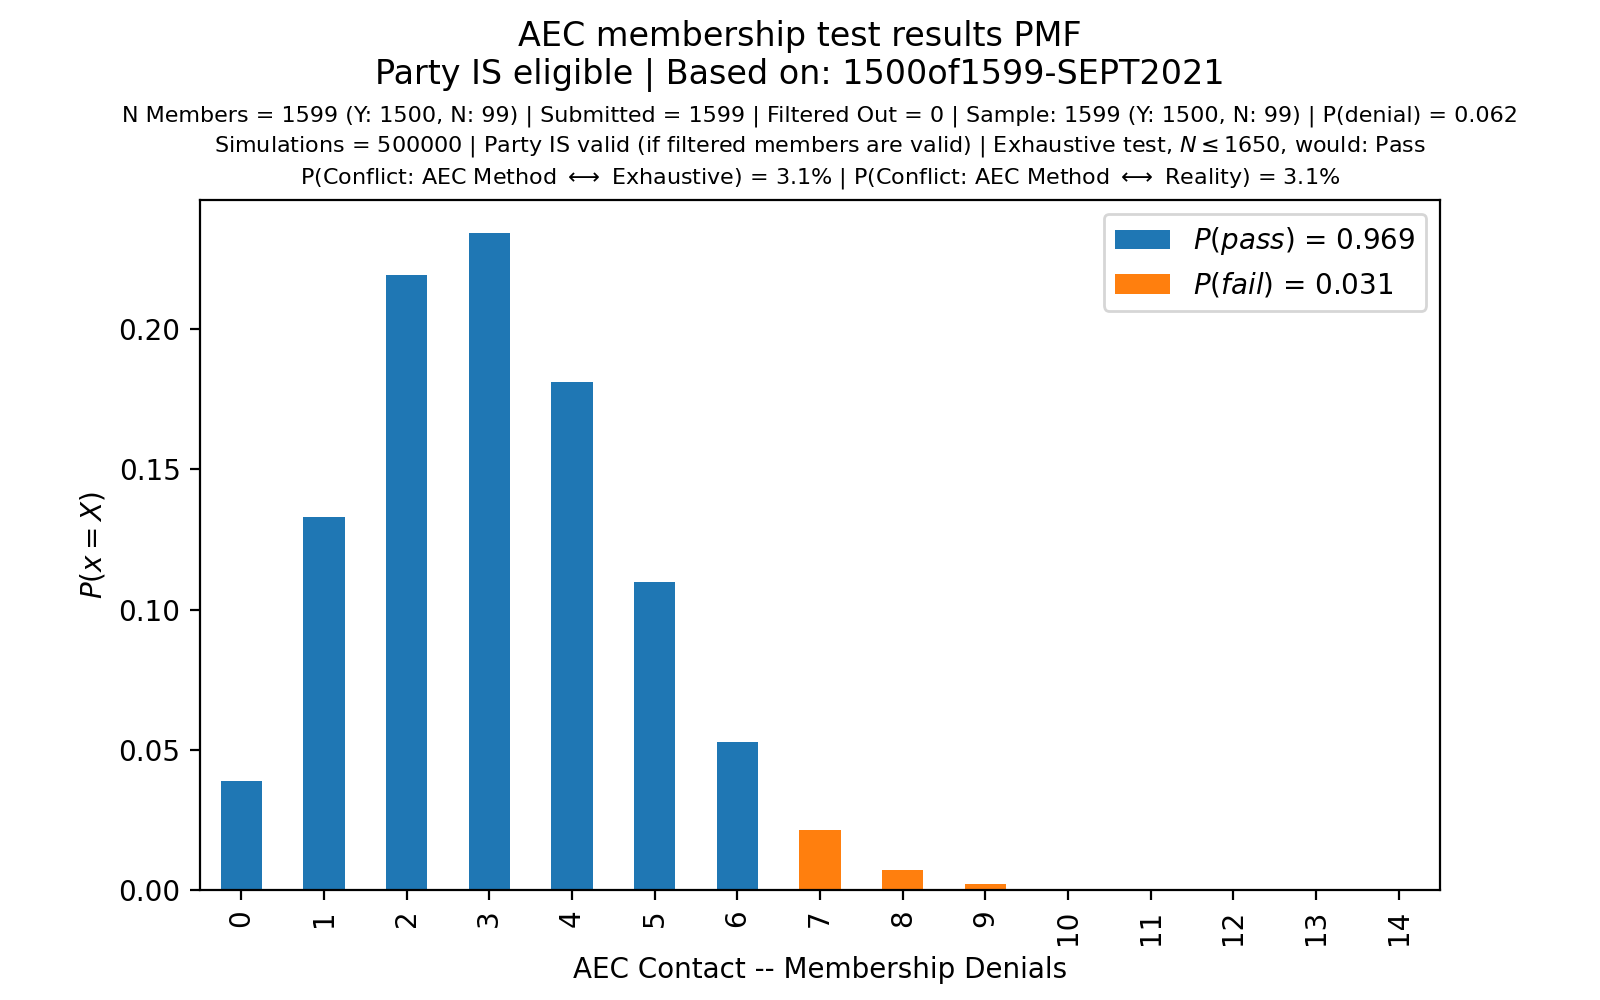 AEC membership test results PMF
Party IS eligible | Based on: 1500of1599-SEPT2021
N Members = 1599 (Y: 1500, N: 99) | Submitted = 1599 | Filtered Out = 0 | Sample: 1599 (Y: 1500, N: 99) | P(denial) = 0.062
Simulations = 500000 | Party IS valid (if filtered members are valid) | Exhaustive test, N ≤ 1650, would: Pass
P(Conflict: AEC Method ⟷ Exhaustive) = 3.1% | P(Conflict: AEC Method ⟷ Reality) = 3.1%
P(pass) = 0.969
P(fail) = 0.031
0.20
0.15
0.10
0.05
0.00
P(x = X)
0 1 2 3 4 5 6 7 8 9 10 11 12 13 14
AEC Contact -- Membership Denials